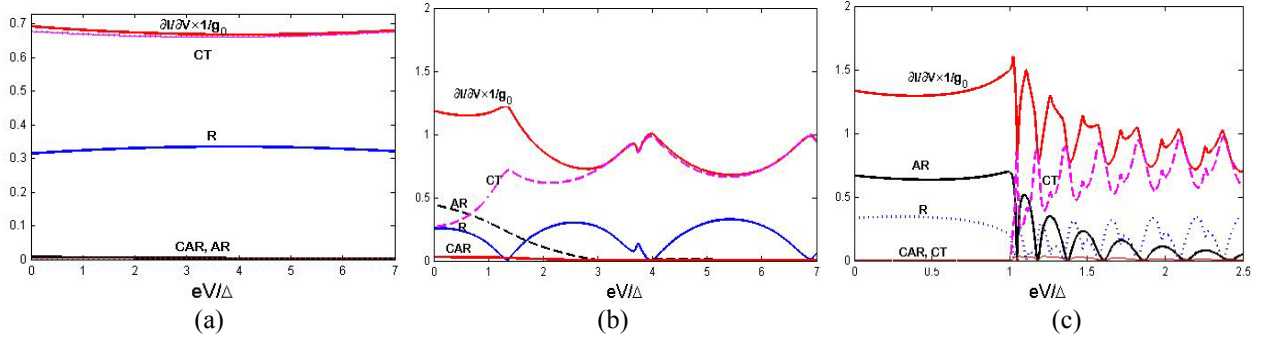 0.7
0.6
0.5
0.4
0.3
0.2
0.1
0
∂I/∂V×1/g₀
CT
R
CAR, AR
0 1 2 3 4 5 6 7
eV/Δ
(a)
2
1.5
1
0.5
0
∂I/∂V×1/g₀
CT
AR
R
CAR
0 1 2 3 4 5 6 7
eV/Δ
(b)
2
1.5
1
0.5
0
∂I/∂V×1/g₀
AR
CT
R
CAR, CT
0 0.5 1 1.5 2 2.5
eV/Δ
(c)